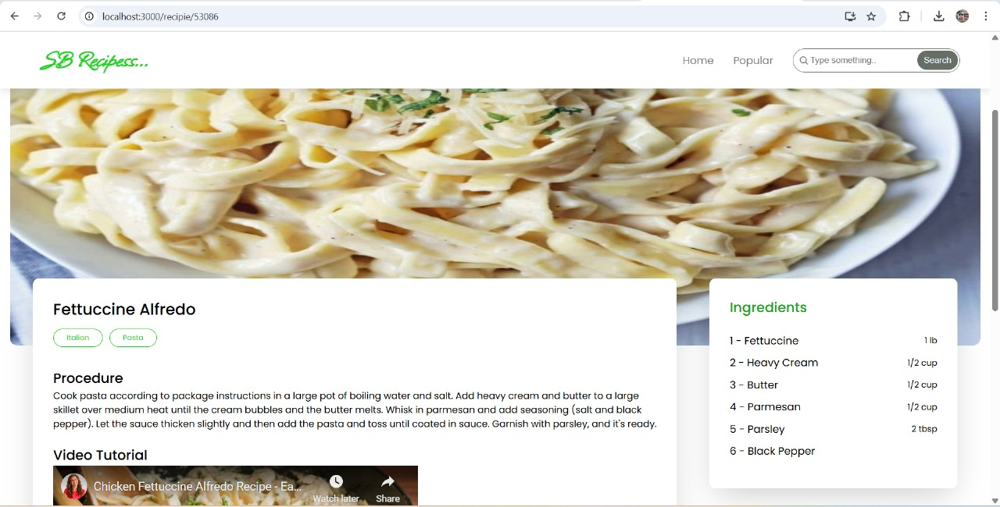 localhost:3000/recipie/53086
SB Recipess...
Home
Popular
Type something..
Search
Fettuccine Alfredo
Italian
Pasta
Procedure
Cook pasta according to package instructions in a large pot of boiling water and salt. Add heavy cream and butter to a large
skillet over medium heat until the cream bubbles and the butter melts. Whisk in parmesan and add seasoning (salt and black
pepper). Let the sauce thicken slightly and then add the pasta and toss until coated in sauce. Garnish with parsley, and it's ready.
Video Tutorial
Chicken Fettuccine Alfredo Recipe - Ea...
Watch later
Share
Ingredients
1 - Fettuccine 1 lb
2 - Heavy Cream 1/2 cup
3 - Butter 1/2 cup
4 - Parmesan 1/2 cup
5 - Parsley 2 tbsp
6 - Black Pepper